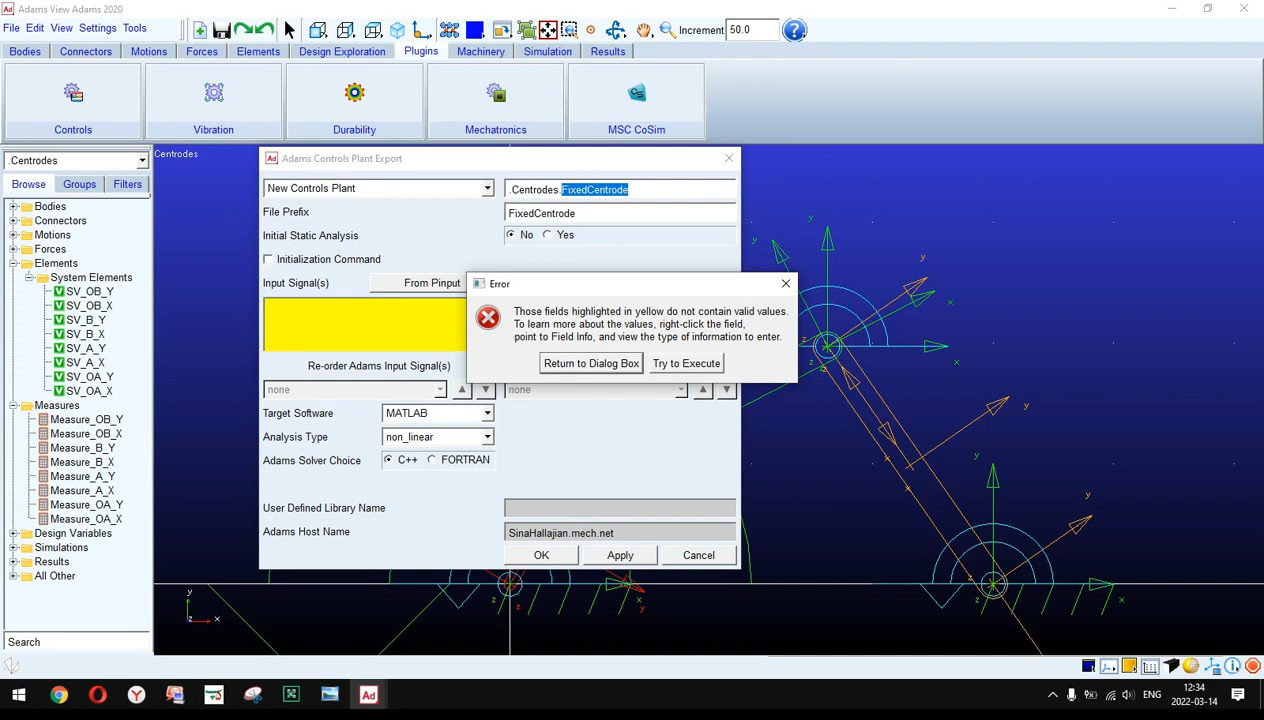 Adams View Adams 2020
File Edit View Settings Tools
Increment 50.0
Bodies Connectors Motions Forces Elements Design Exploration Plugins Machinery Simulation Results
Controls Vibration Durability Mechatronics MSC CoSim
.Centrodes
Browse Groups Filters
Bodies
Connectors
Motions
Forces
Elements
System Elements
SV_OB_Y
SV_OB_X
SV_B_Y
SV_B_X
SV_A_Y
SV_A_X
SV_OA_Y
SV_OA_X
Measures
Measure_OB_Y
Measure_OB_X
Measure_B_Y
Measure_B_X
Measure_A_Y
Measure_A_X
Measure_OA_Y
Measure_OA_X
Design Variables
Simulations
Results
All Other
Search
Centrodes
Adams Controls Plant Export
New Controls Plant .Centrodes.FixedCentrode
File Prefix FixedCentrode
Initial Static Analysis No Yes
Initialization Command
Input Signal(s) From Pinput
Re-order Adams Input Signal(s)
none none
Target Software MATLAB
Analysis Type non_linear
Adams Solver Choice C++ FORTRAN
User Defined Library Name
Adams Host Name SinaHallajian.mech.net
OK Apply Cancel
Error
Those fields highlighted in yellow do not contain valid values.
To learn more about the values, right-click the field,
point to Field Info, and view the type of information to enter.
Return to Dialog Box Try to Execute
ENG
12:34
2022-03-14